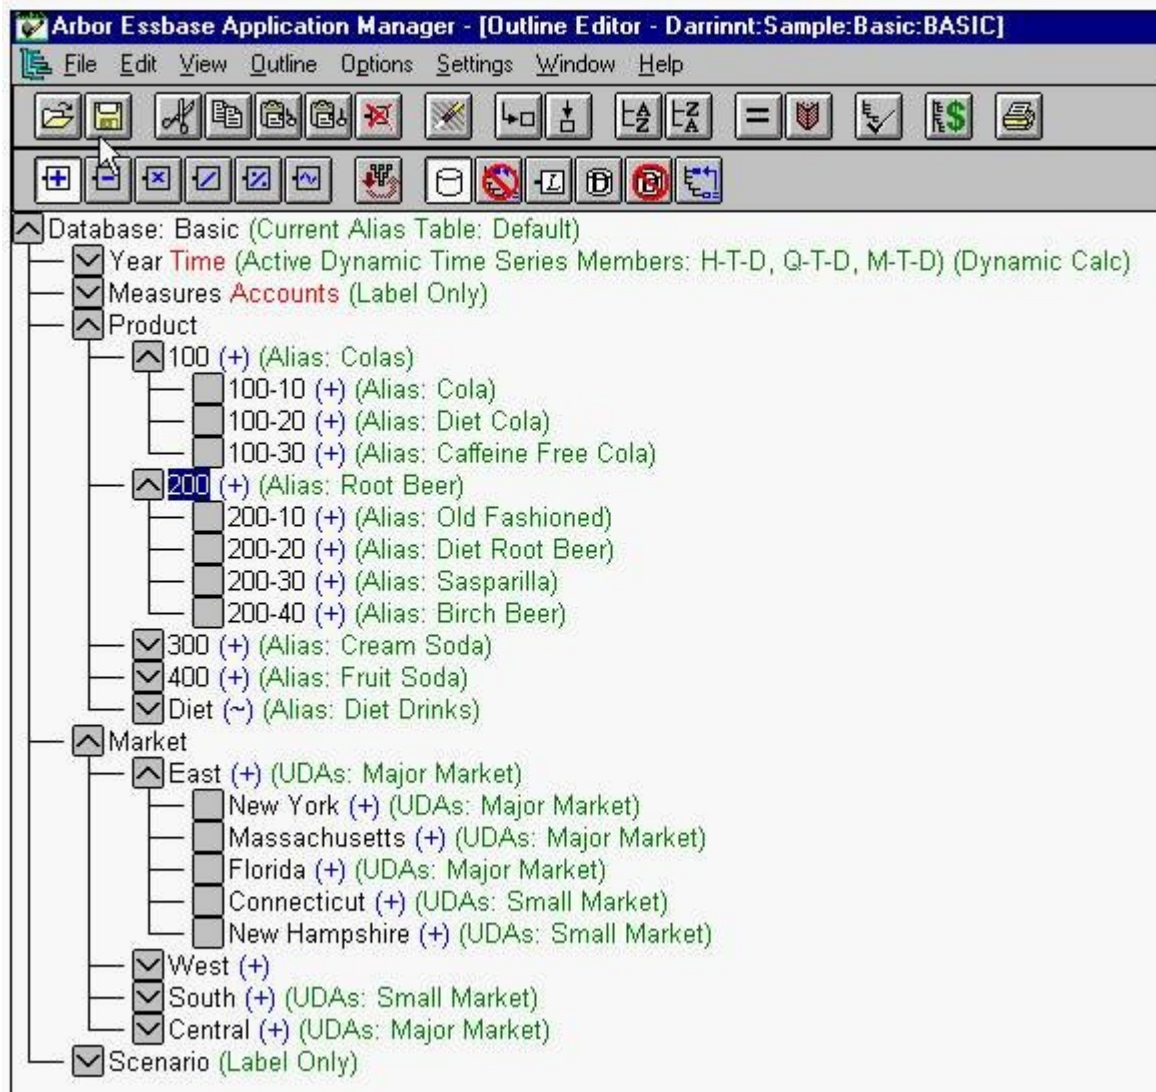 Arbor Essbase Application Manager - [Outline Editor - Darrinnt:Sample:Basic:BASIC]
File Edit View Outline Options Settings Window Help
Database: Basic (Current Alias Table: Default)
Year Time (Active Dynamic Time Series Members: H-T-D, Q-T-D, M-T-D) (Dynamic Calc)
Measures Accounts (Label Only)
Product
100 (+) (Alias: Colas)
100-10 (+) (Alias: Cola)
100-20 (+) (Alias: Diet Cola)
100-30 (+) (Alias: Caffeine Free Cola)
200 (+) (Alias: Root Beer)
200-10 (+) (Alias: Old Fashioned)
200-20 (+) (Alias: Diet Root Beer)
200-30 (+) (Alias: Sasparilla)
200-40 (+) (Alias: Birch Beer)
300 (+) (Alias: Cream Soda)
400 (+) (Alias: Fruit Soda)
Diet (~) (Alias: Diet Drinks)
Market
East (+) (UDAs: Major Market)
New York (+) (UDAs: Major Market)
Massachusetts (+) (UDAs: Major Market)
Florida (+) (UDAs: Major Market)
Connecticut (+) (UDAs: Small Market)
New Hampshire (+) (UDAs: Small Market)
West (+)
South (+) (UDAs: Small Market)
Central (+) (UDAs: Major Market)
Scenario (Label Only)